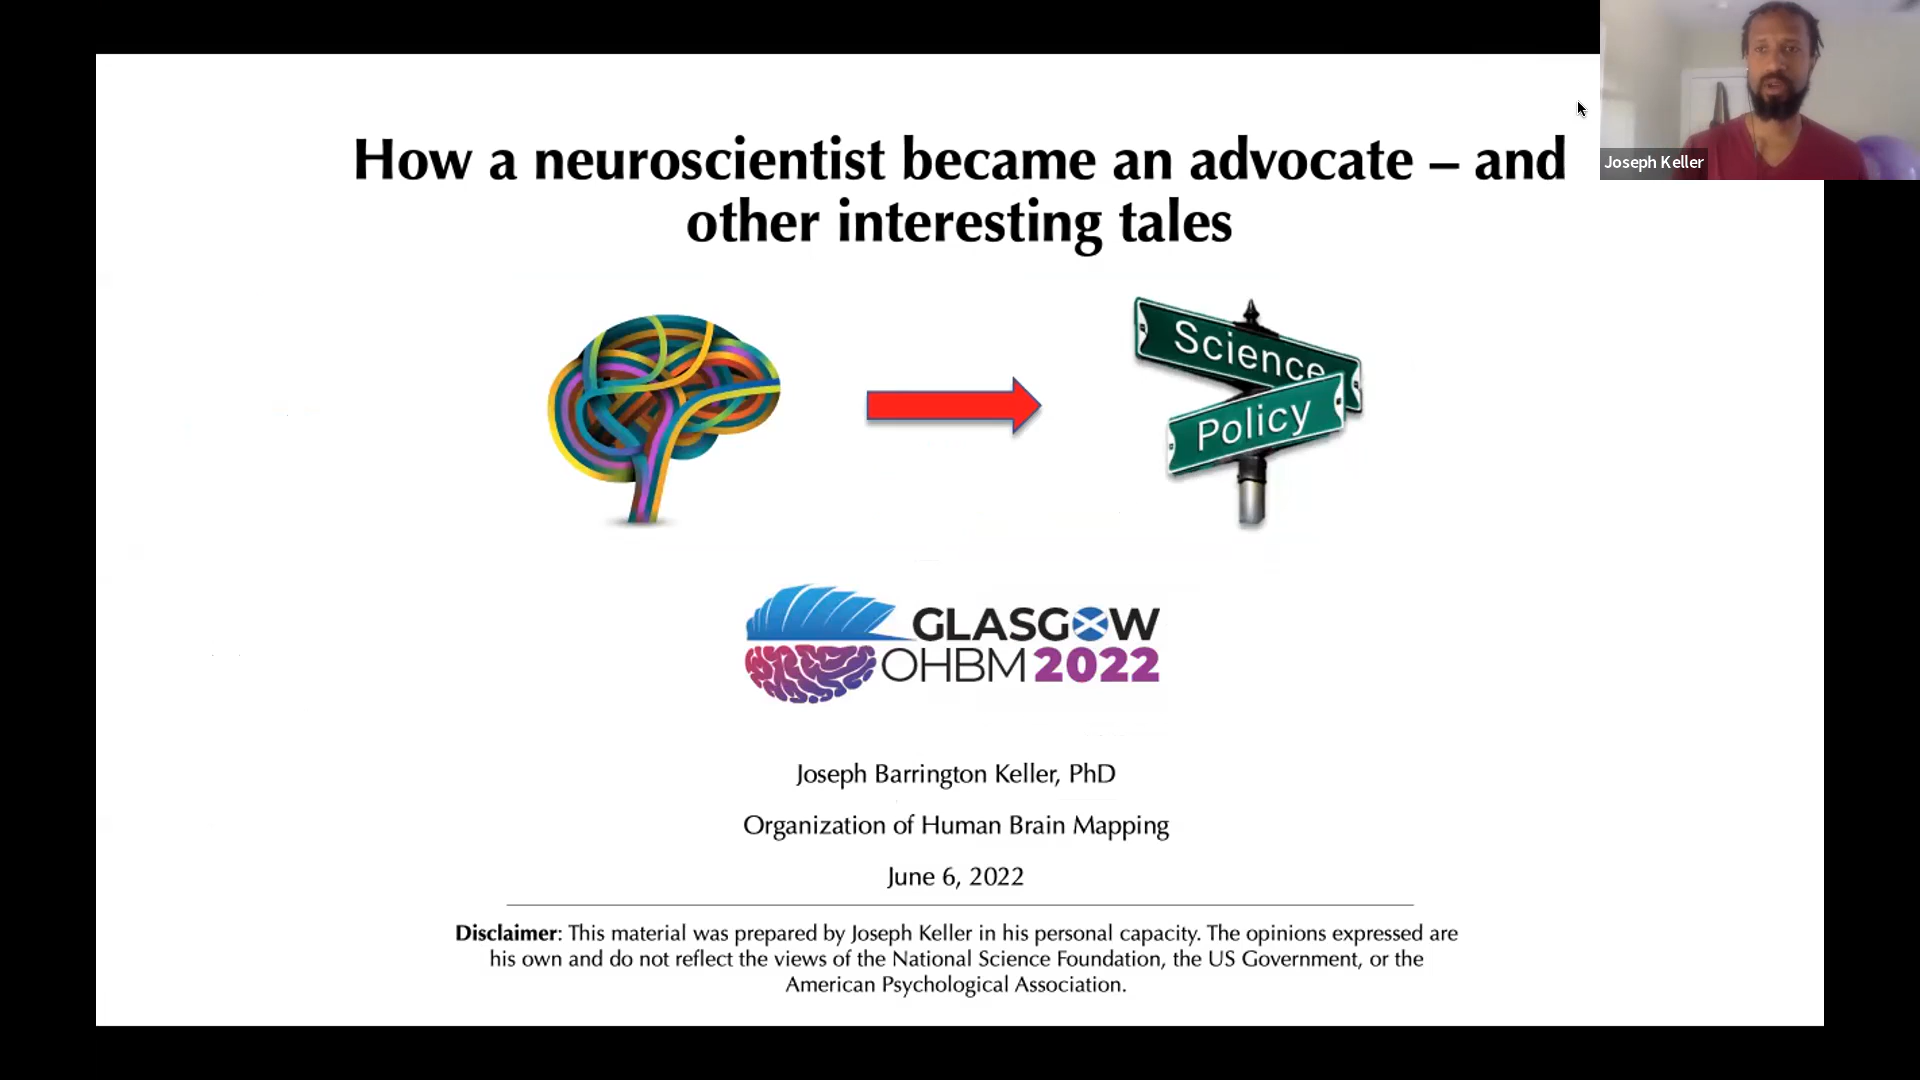 How a neuroscientist became an advocate – and
other interesting tales
Joseph Keller
Science
Policy
GLASGOW
OHBM 2022
Joseph Barrington Keller, PhD
Organization of Human Brain Mapping
June 6, 2022
Disclaimer: This material was prepared by Joseph Keller in his personal capacity. The opinions expressed are
his own and do not reflect the views of the National Science Foundation, the US Government, or the
American Psychological Association.